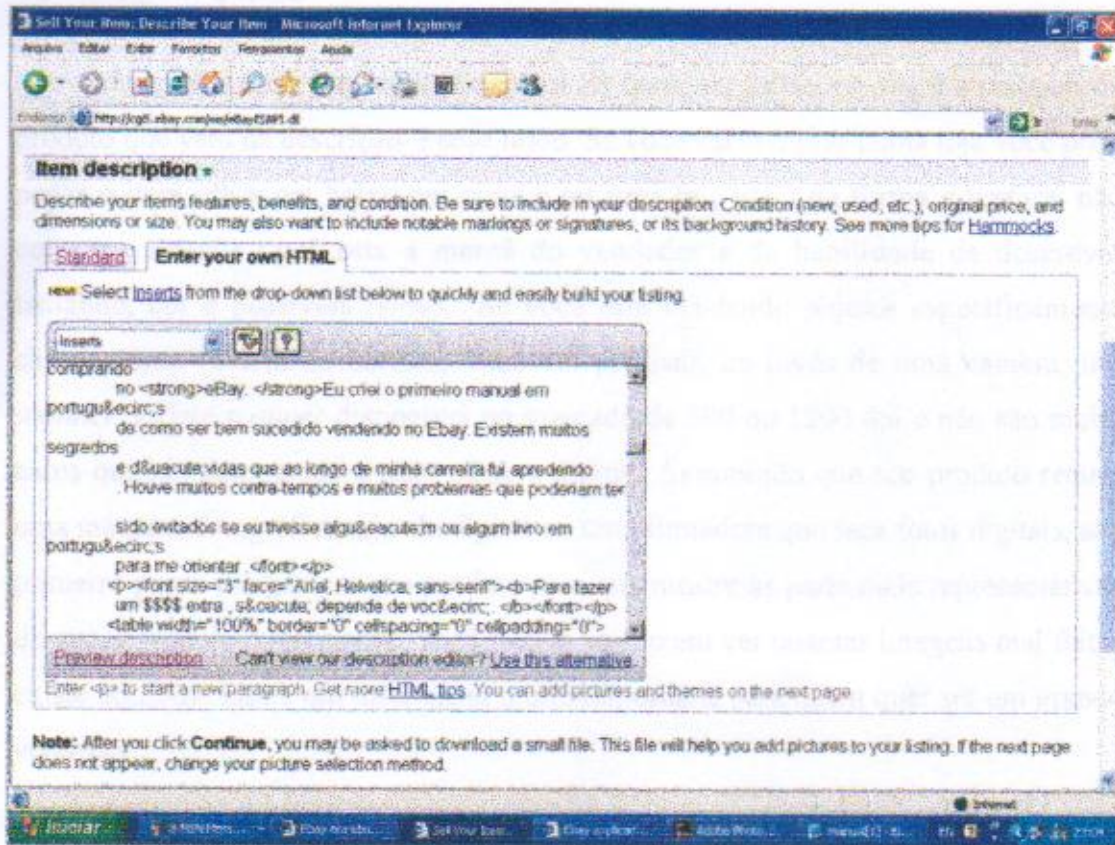 Sell Your Item: Describe Your Item - Microsoft Internet Explorer
Arquivo Editar Exibir Favoritos Ferramentas Ajuda
Endereço
Ir Links
Item description
Describe your items features, benefits, and condition. Be sure to include in your description: Condition (new, used, etc.), original price, and
dimensions or size. You may also want to include notable markings or signatures, or its background history. See more tips for Hammocks.
Standard Enter your own HTML
NEW! Select Inserts from the drop-down list below to quickly and easily build your listing.
Inserts ?
comprando
no <strong>eBay. </strong>Eu criei o primeiro manual em
portugu&ecirc;s
de como ser bem sucedido vendendo no Ebay. Existem muitos
segredos
e d&uacute;vidas que ao longo de minha carreira fui apredendo
. Houve muitos contra-tempos e muitos problemas que poderiam ter
sido evitados se eu tivesse algu&eacute;m ou algum livro em
portugu&ecirc;s
para me orientar .</font></p>
<p><font size="3" face="Arial, Helvetica, sans-serif"><b>Para fazer
um $$$$ extra , s&oacute; depende de voc&ecirc; .</b></font></p>
<table width="100%" border="0" cellspacing="0" cellpadding="0">
Preview description Can't view our description editor? Use this alternative.
Enter <p> to start a new paragraph. Get more HTML tips. You can add pictures and themes on the next page.
Note: After you click Continue, you may be asked to download a small file. This file will help you add pictures to your listing. If the next page
does not appear, change your picture selection method.
Internet
Iniciar Sell Your Item... Adobe Photo...